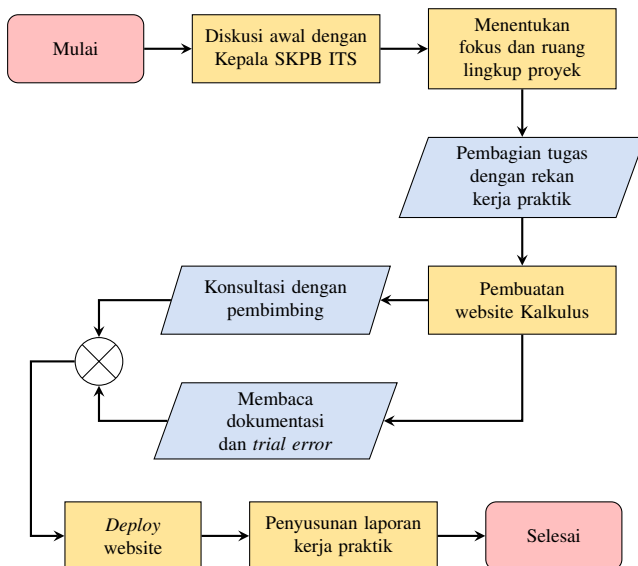 Mulai
Diskusi awal dengan
Kepala SKPB ITS
Menentukan
fokus dan ruang
lingkup proyek
Pembagian tugas
dengan rekan
kerja praktik
Pembuatan
website Kalkulus
Konsultasi dengan
pembimbing
Membaca
dokumentasi
dan trial error
Deploy
website
Penyusunan laporan
kerja praktik
Selesai